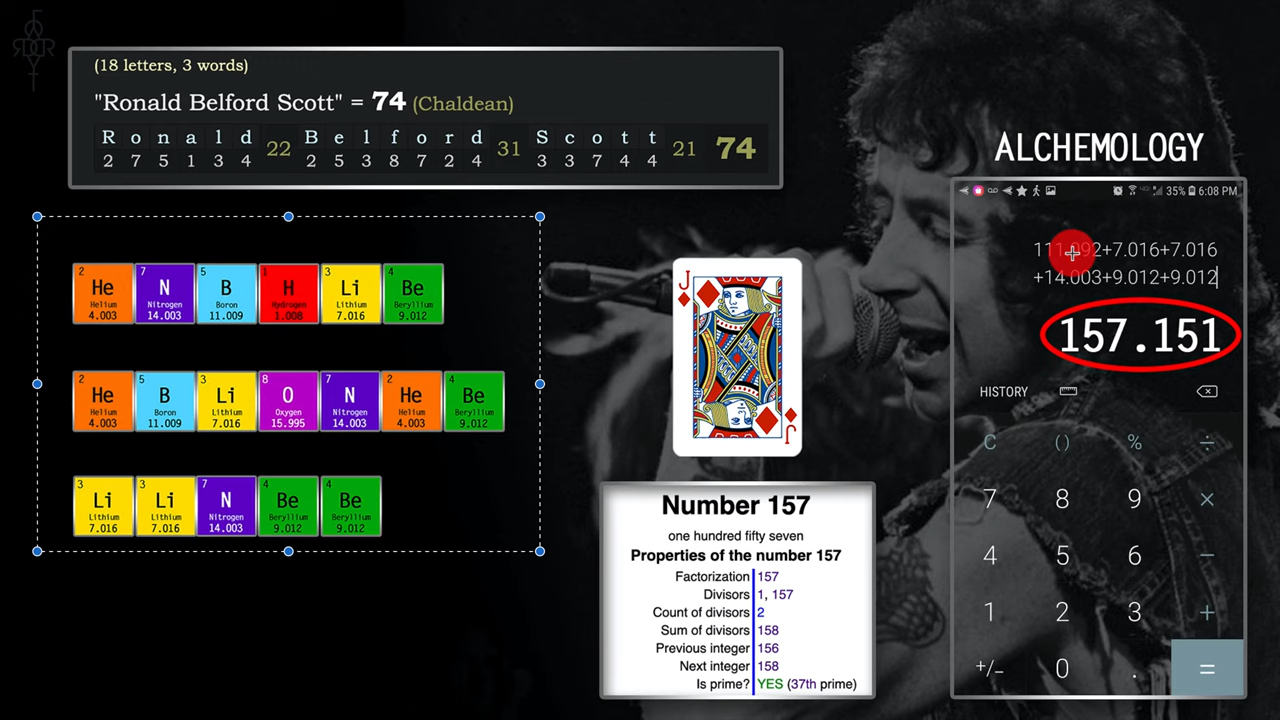 (18 letters, 3 words)
"Ronald Belford Scott" = 74 (Chaldean)
R o n a l d B e l f o r d S c o t t
2 7 5 1 3 4 22 2 5 3 8 7 2 4 31 3 3 7 4 4 21 74
ALCHEMOLOGY
35% 6:08 PM
2 7 5 1 3 4
He N B H Li Be
Helium Nitrogen Boron Hydrogen Lithium Beryllium
4.003 14.003 11.009 1.008 7.016 9.012
2 5 3 8 7 2 4
He B Li O N He Be
Helium Boron Lithium Oxygen Nitrogen Helium Beryllium
4.003 11.009 7.016 15.995 14.003 4.003 9.012
3 3 7 4 4
Li Li N Be Be
Lithium Lithium Nitrogen Beryllium Beryllium
7.016 7.016 14.003 9.012 9.012
J
J
Number 157
one hundred fifty seven
Properties of the number 157
Factorization 157
Divisors 1, 157
Count of divisors 2
Sum of divisors 158
Previous integer 156
Next integer 158
Is prime? YES (37th prime)
111.092+7.016+7.016
+14.003+9.012+9.012
157.151
HISTORY
C () % ÷
7 8 9 ×
4 5 6 −
1 2 3 +
+/− 0 . =